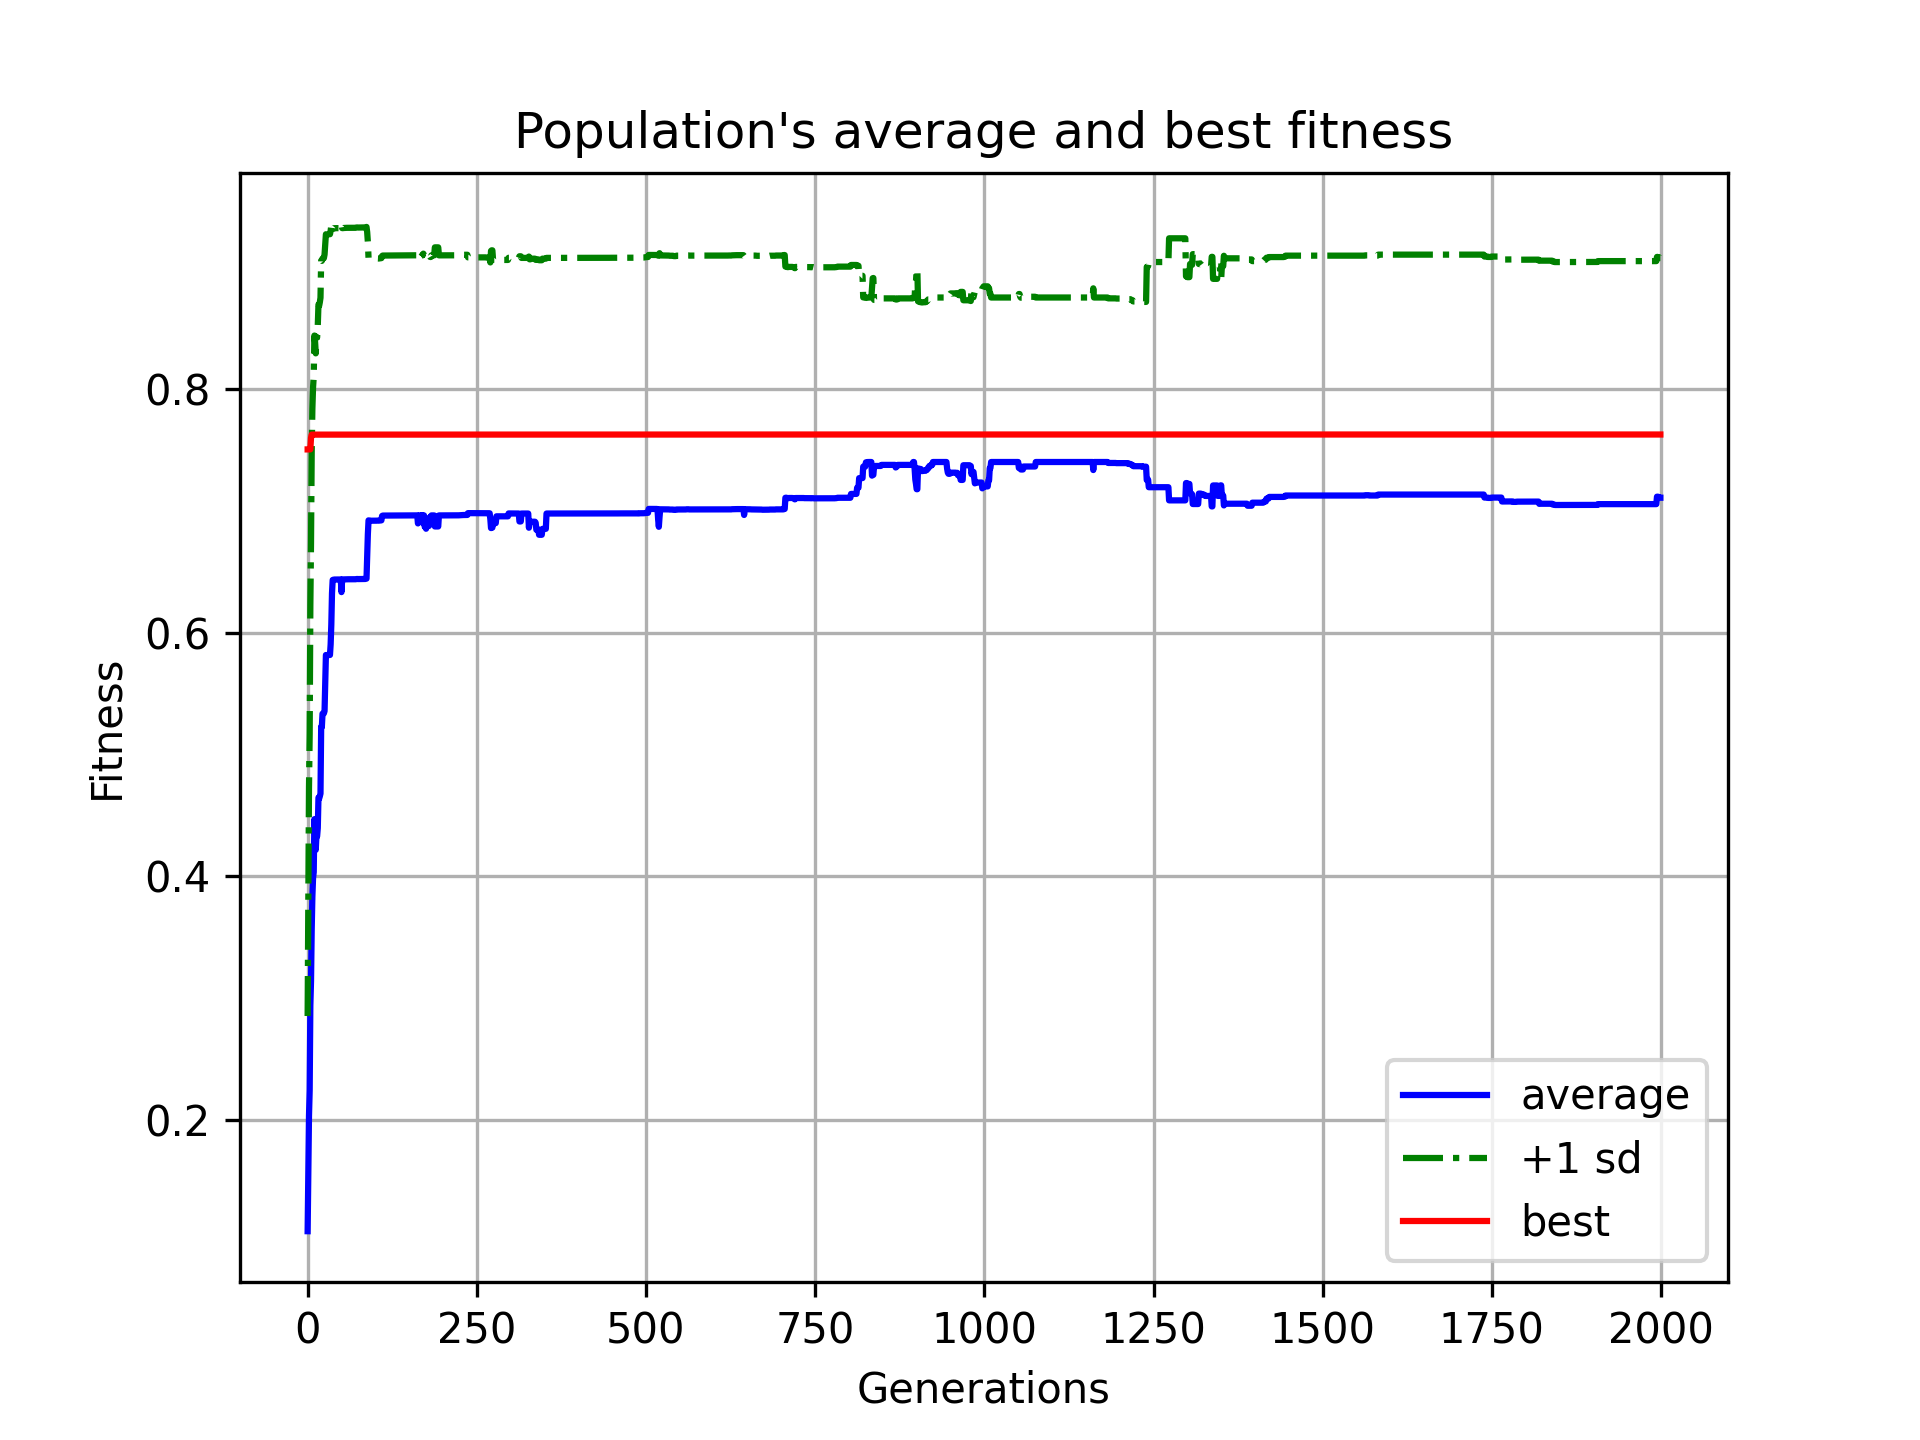 Population's average and best fitness
Fitness
0.8
0.6
0.4
0.2
0 250 500 750 1000 1250 1500 1750 2000
Generations
average
+1 sd
best